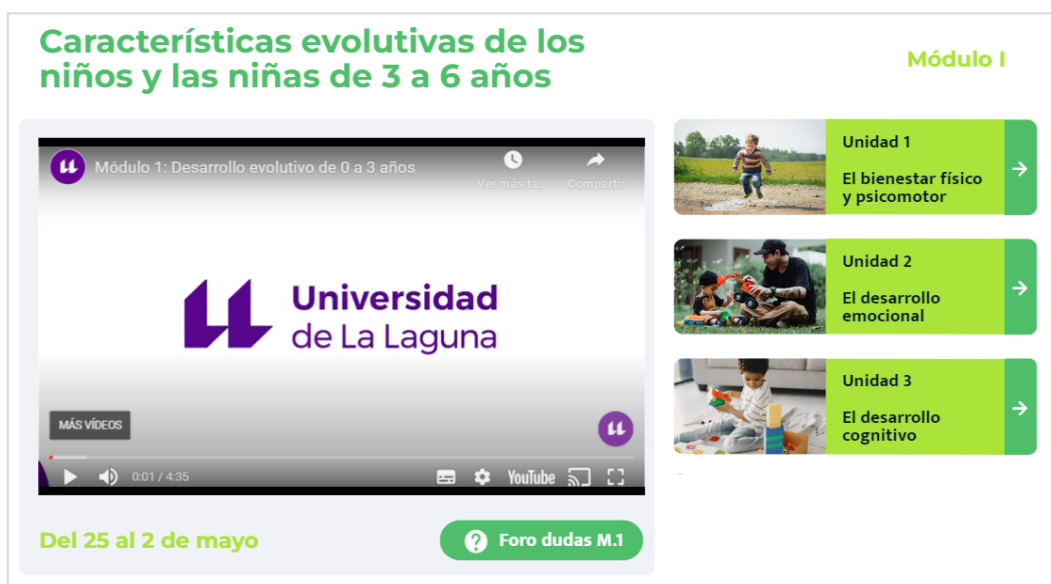 Características evolutivas de los
niños y las niñas de 3 a 6 años
Módulo I
Módulo 1: Desarrollo evolutivo de 0 a 3 años
Ver más ta...
Compartir
Universidad
de La Laguna
MÁS VÍDEOS
0:01 / 4:35
YouTube
Del 25 al 2 de mayo
Foro dudas M.1
Unidad 1
El bienestar físico
y psicomotor
Unidad 2
El desarrollo
emocional
Unidad 3
El desarrollo
cognitivo